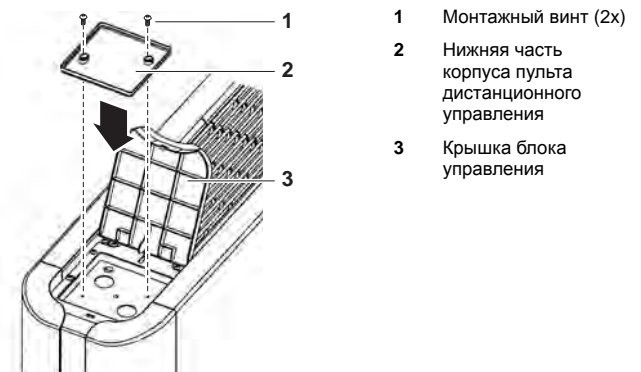 1
2
3
1 Монтажный винт (2x)
2 Нижняя часть
корпуса пульта
дистанционного
управления
3 Крышка блока
управления